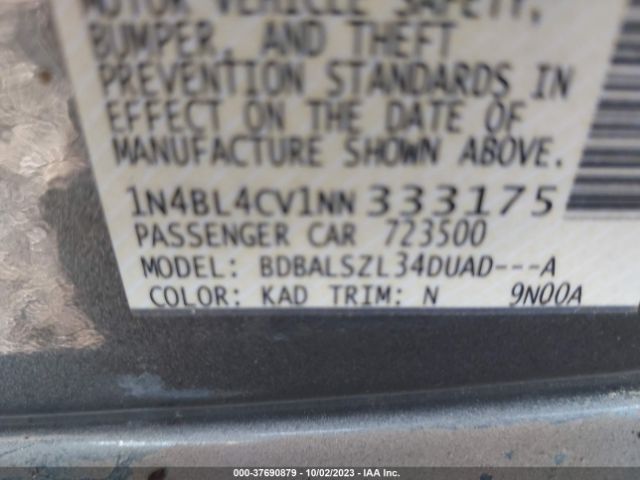 MOTOR VEHICLE SAFETY,
BUMPER, AND THEFT
PREVENTION STANDARDS IN
EFFECT ON THE DATE OF
MANUFACTURE SHOWN ABOVE.
1N4BL4CV1NN333175
PASSENGER CAR 723500
MODEL: BDBALSZL34DUAD---A
COLOR: KAD TRIM: N 9N00A
000-37690879 - 10/02/2023 - IAA Inc.